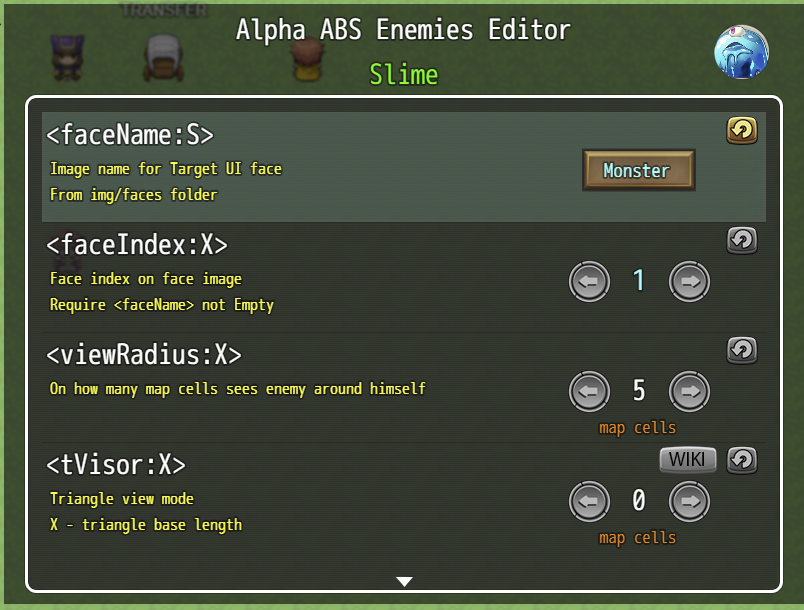 TRANSFER
Alpha ABS Enemies Editor
Slime
<faceName:S>
Image name for Target UI face
From img/faces folder
Monster
<faceIndex:X>
Face index on face image
Require <faceName> not Empty
1
<viewRadius:X>
On how many map cells sees enemy around himself
5
map cells
<tVisor:X>
WIKI
Triangle view mode
X - triangle base length
0
map cells